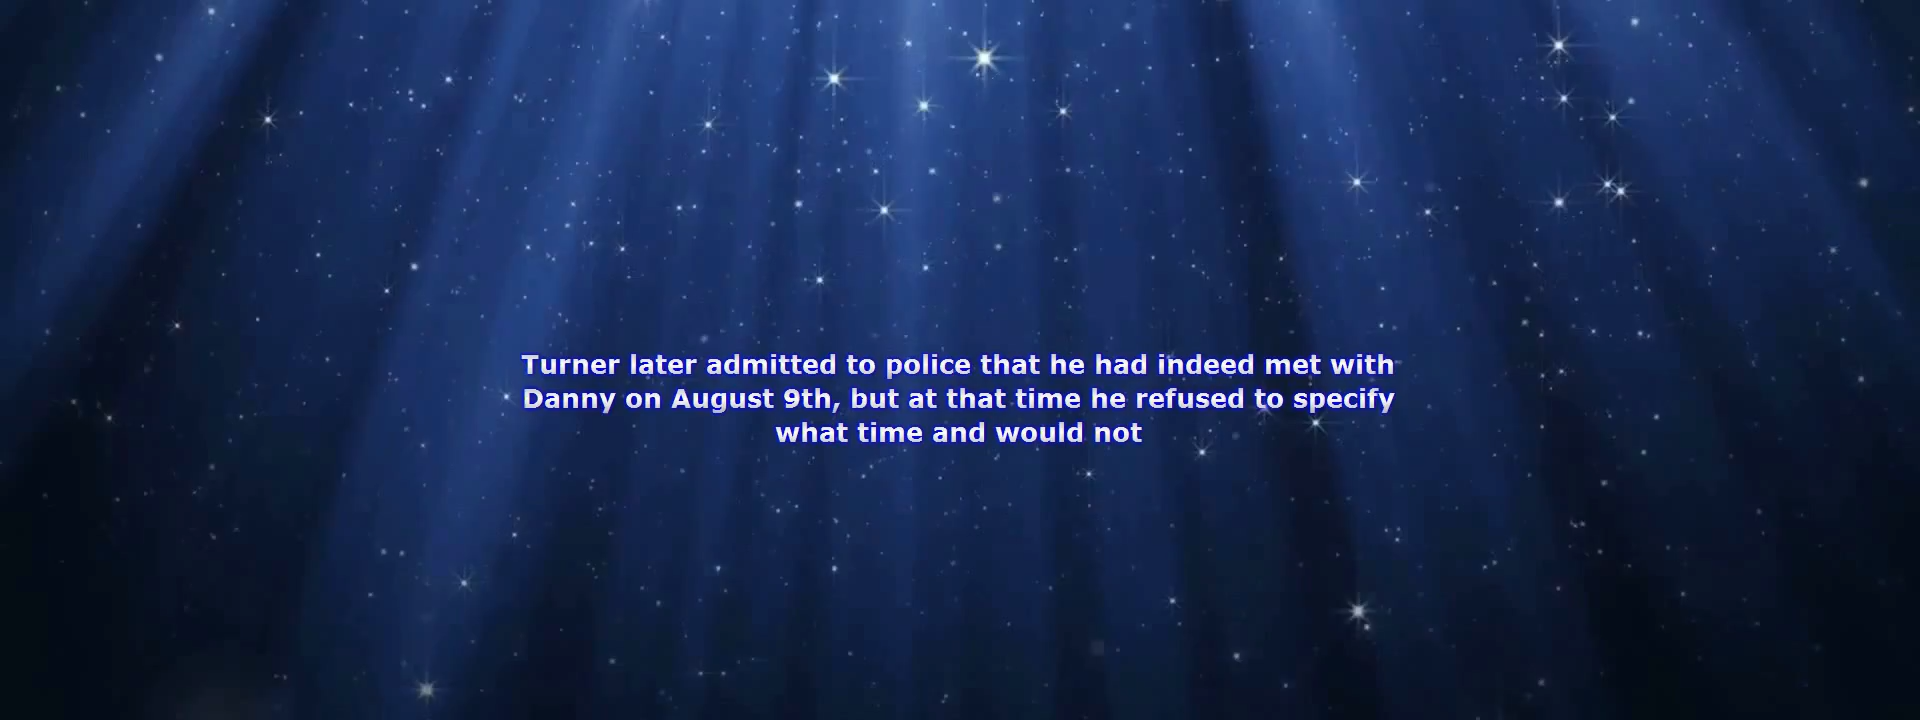 Turner later admitted to police that he had indeed met with
Danny on August 9th, but at that time he refused to specify
what time and would not